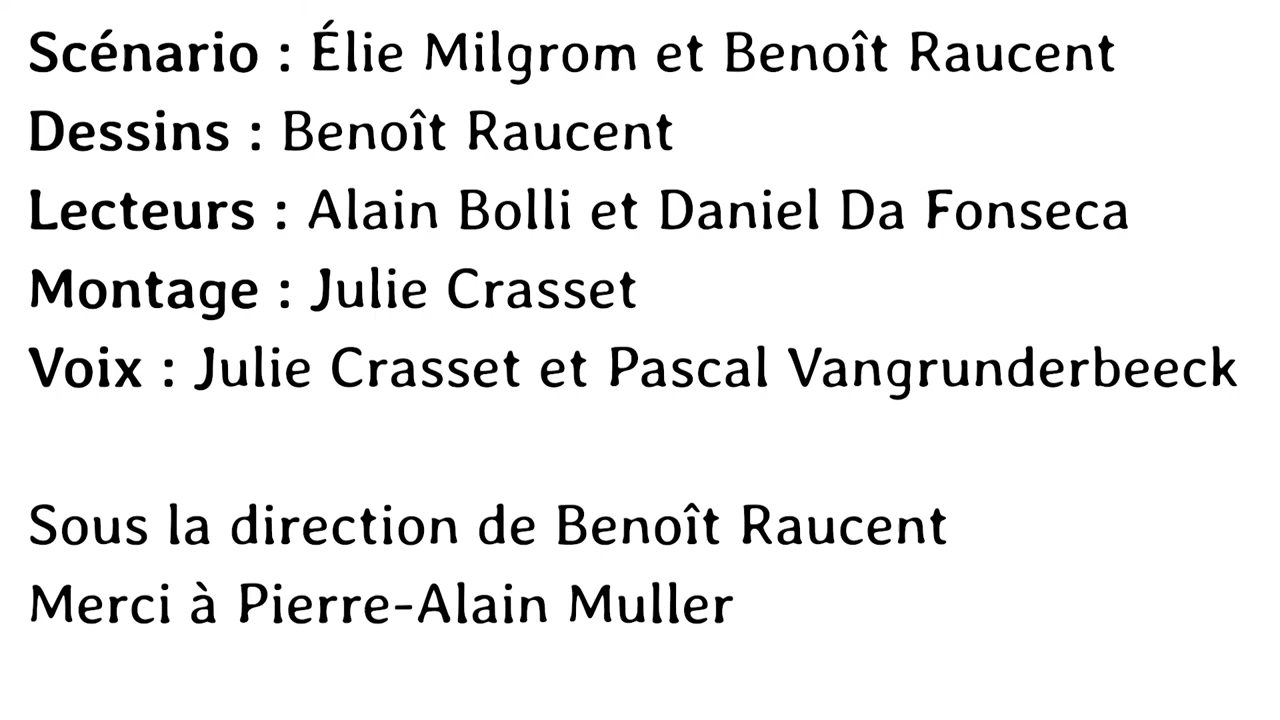 Scénario : Élie Milgrom et Benoît Raucent
Dessins : Benoît Raucent
Lecteurs : Alain Bolli et Daniel Da Fonseca
Montage : Julie Crasset
Voix : Julie Crasset et Pascal Vangrunderbeeck
Sous la direction de Benoît Raucent
Merci à Pierre-Alain Muller